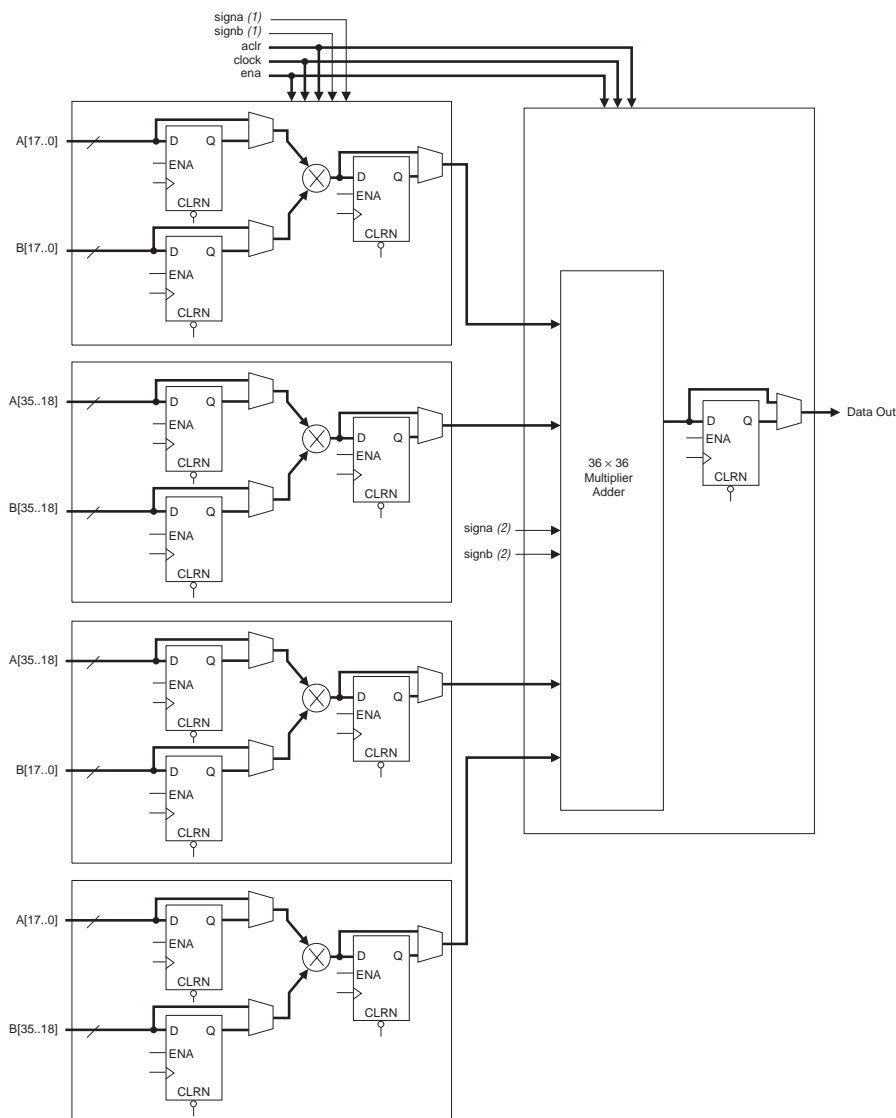 signa (1)
signb (1)
aclr
clock
ena
A[17..0]
D Q
ENA
CLRN
D Q
ENA
CLRN
B[17..0]
D Q
ENA
CLRN
A[35..18]
D Q
ENA
CLRN
D Q
ENA
CLRN
B[35..18]
D Q
ENA
CLRN
36 × 36
Multiplier
Adder
signa (2)
signb (2)
D Q
ENA
CLRN
Data Out
A[35..18]
D Q
ENA
CLRN
D Q
ENA
CLRN
B[17..0]
D Q
ENA
CLRN
A[17..0]
D Q
ENA
CLRN
D Q
ENA
CLRN
B[35..18]
D Q
ENA
CLRN